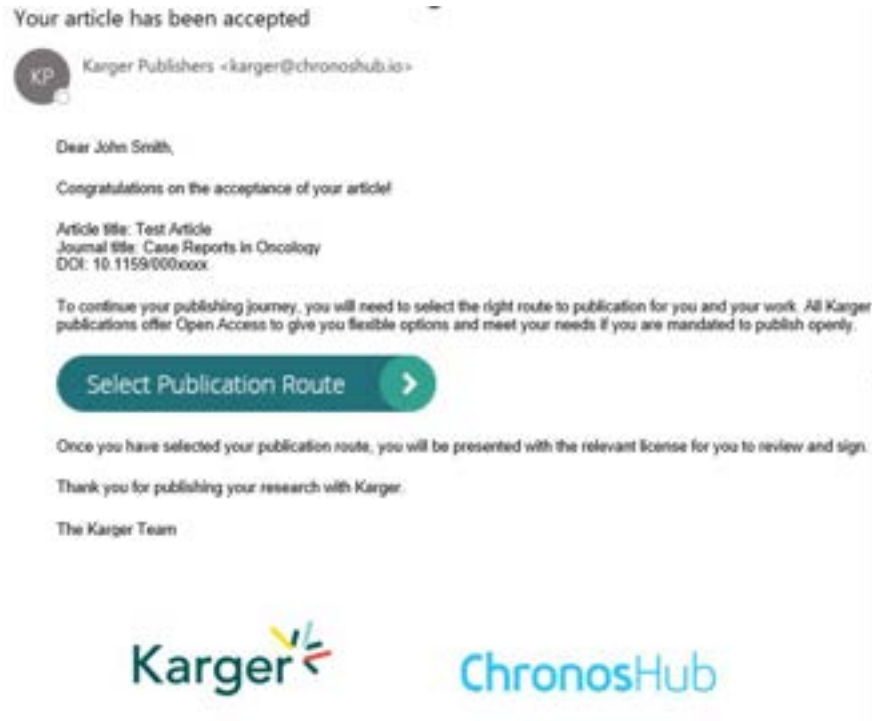 Your article has been accepted
KP
Karger Publishers <karger@chronoshub.io>
Dear John Smith,
Congratulations on the acceptance of your article!
Article title: Test Article
Journal title: Case Reports in Oncology
DOI: 10.1159/000xxxx
To continue your publishing journey, you will need to select the right route to publication for you and your work. All Karger
publications offer Open Access to give you flexible options and meet your needs if you are mandated to publish openly.
Select Publication Route
Once you have selected your publication route, you will be presented with the relevant license for you to review and sign.
Thank you for publishing your research with Karger.
The Karger Team
Karger
ChronosHub